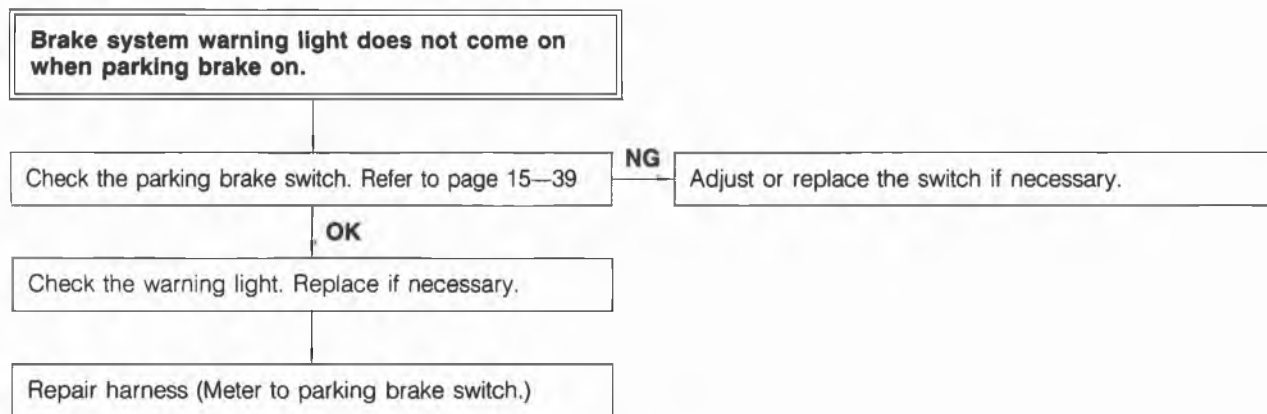 Brake system warning light does not come on
when parking brake on.
Check the parking brake switch. Refer to page 15—39
NG
Adjust or replace the switch if necessary.
OK
Check the warning light. Replace if necessary.
Repair harness (Meter to parking brake switch.)